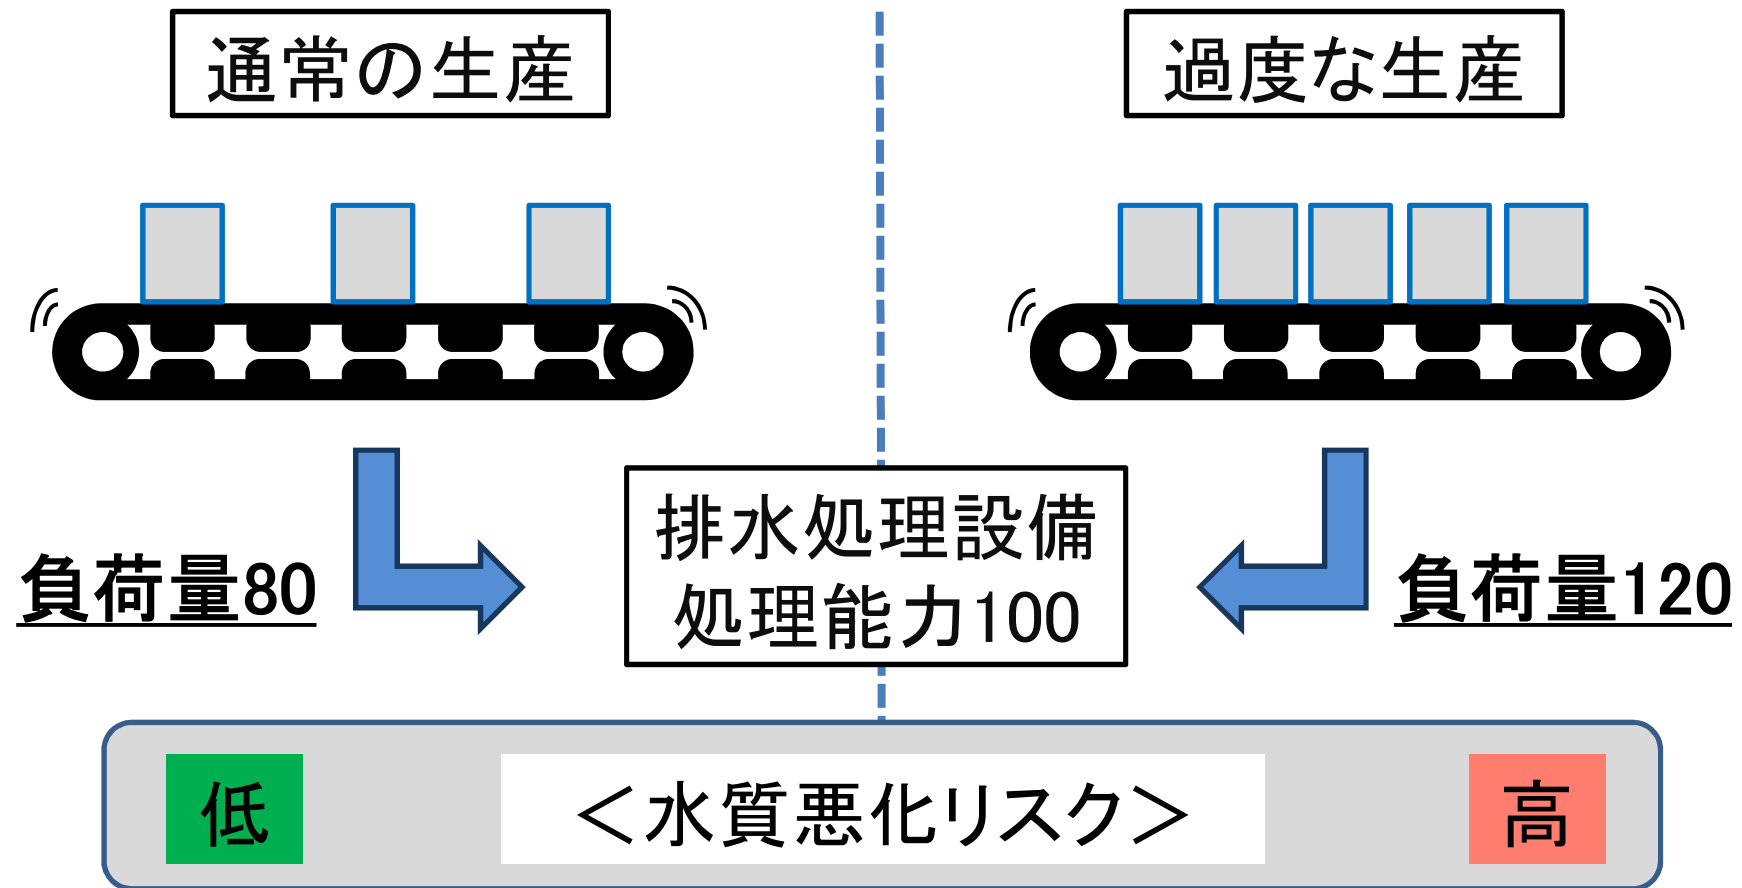 通常の生産
過度な生産
排水処理設備
処理能力100
負荷量80
負荷量120
低
＜水質悪化リスク＞
高